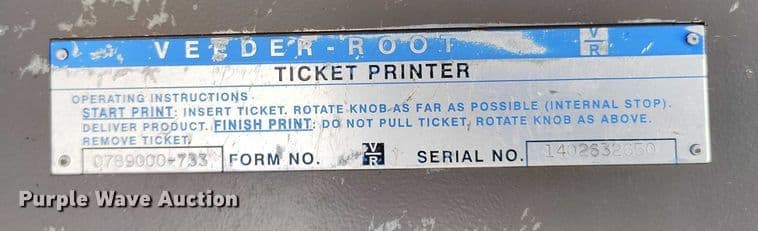 VEEDER-ROOT
V/R
TICKET PRINTER
OPERATING INSTRUCTIONS
START PRINT: INSERT TICKET. ROTATE KNOB AS FAR AS POSSIBLE (INTERNAL STOP).
DELIVER PRODUCT. FINISH PRINT: DO NOT PULL TICKET. ROTATE KNOB AS ABOVE.
REMOVE TICKET.
0789000-733 FORM NO. V/R SERIAL NO. 1402632650
Purple Wave Auction